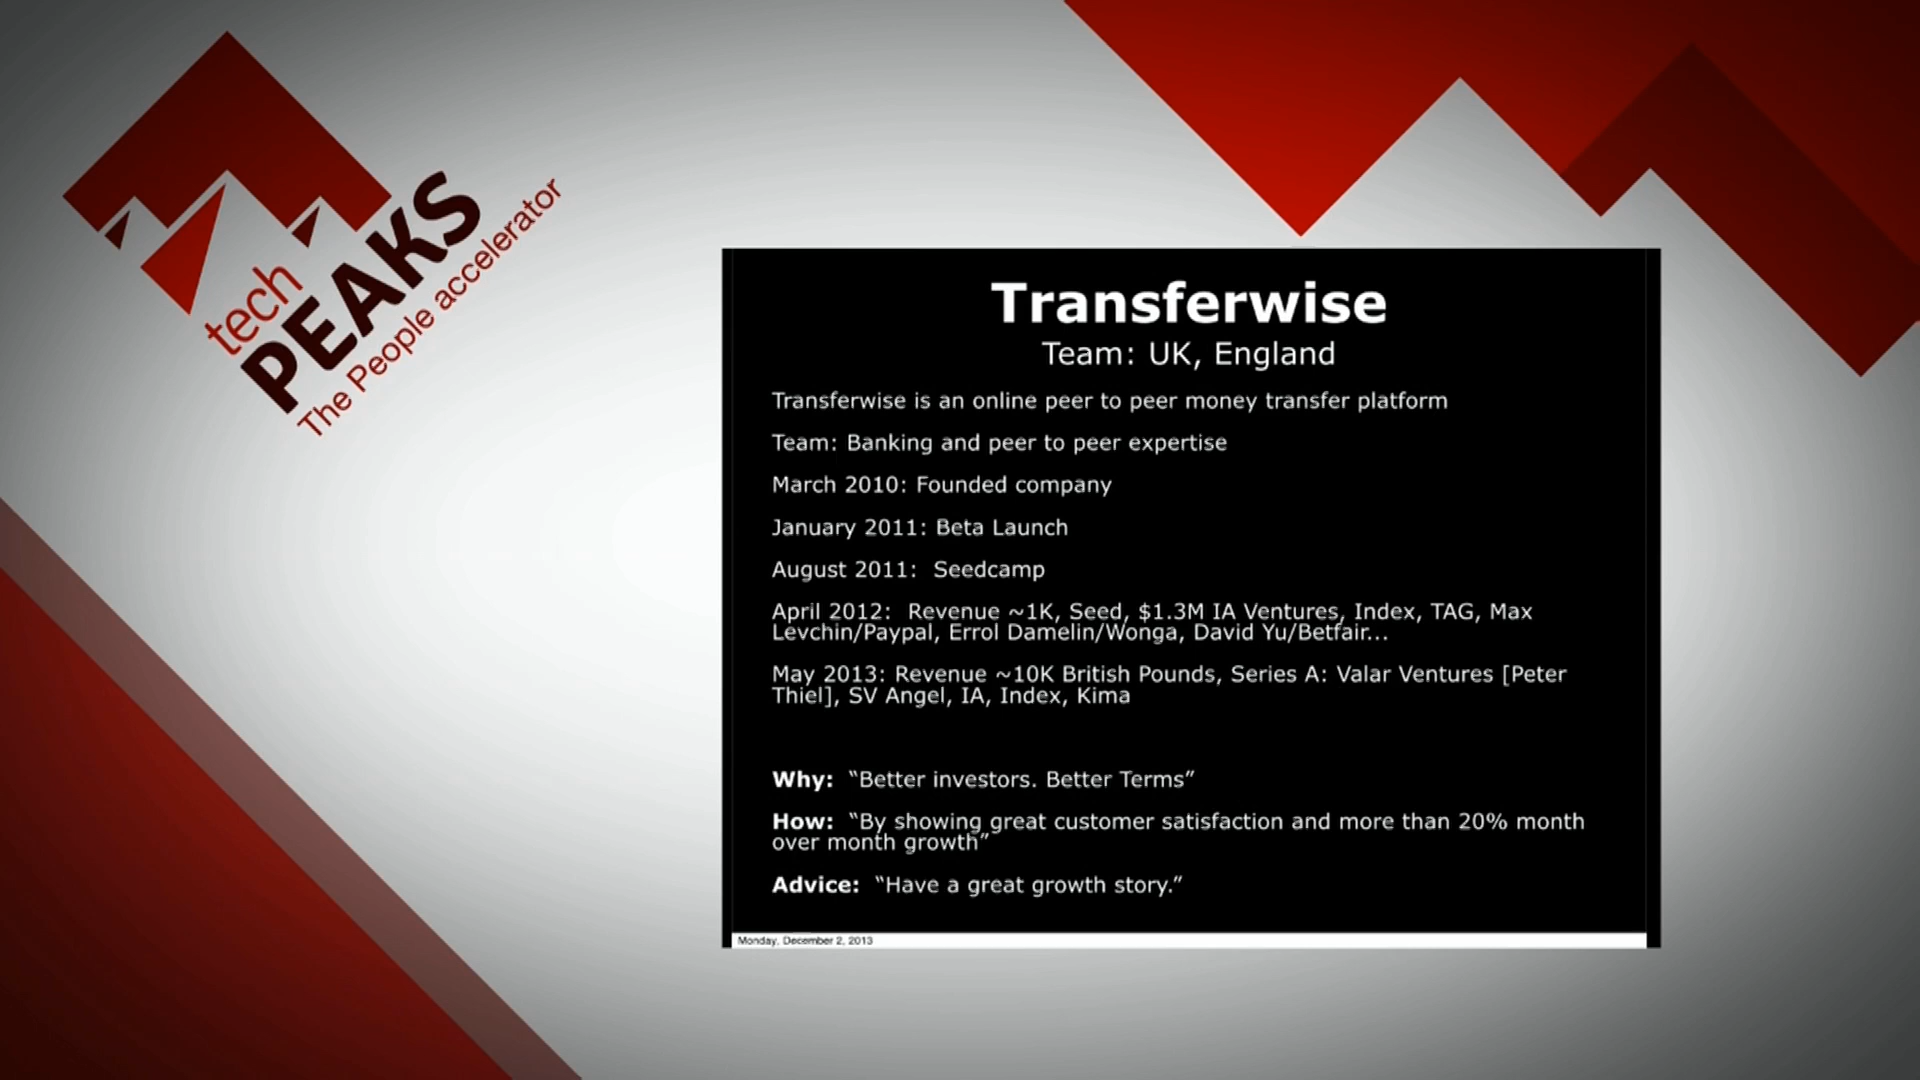 tech
PEAKS
The People accelerator
Transferwise
Team: UK, England
Transferwise is an online peer to peer money transfer platform
Team: Banking and peer to peer expertise
March 2010: Founded company
January 2011: Beta Launch
August 2011:  Seedcamp
April 2012:  Revenue ~1K, Seed, $1.3M IA Ventures, Index, TAG, Max
Levchin/Paypal, Errol Damelin/Wonga, David Yu/Betfair...
May 2013: Revenue ~10K British Pounds, Series A: Valar Ventures [Peter
Thiel], SV Angel, IA, Index, Kima
Why:  “Better investors. Better Terms”
How:  “By showing great customer satisfaction and more than 20% month
over month growth”
Advice:  “Have a great growth story.”
Monday, December 2, 2013